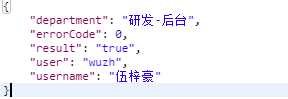 {
"department": "研发-后台",
"errorCode": 0,
"result": "true",
"user": "wuzh",
"username": "伍梓豪"
}